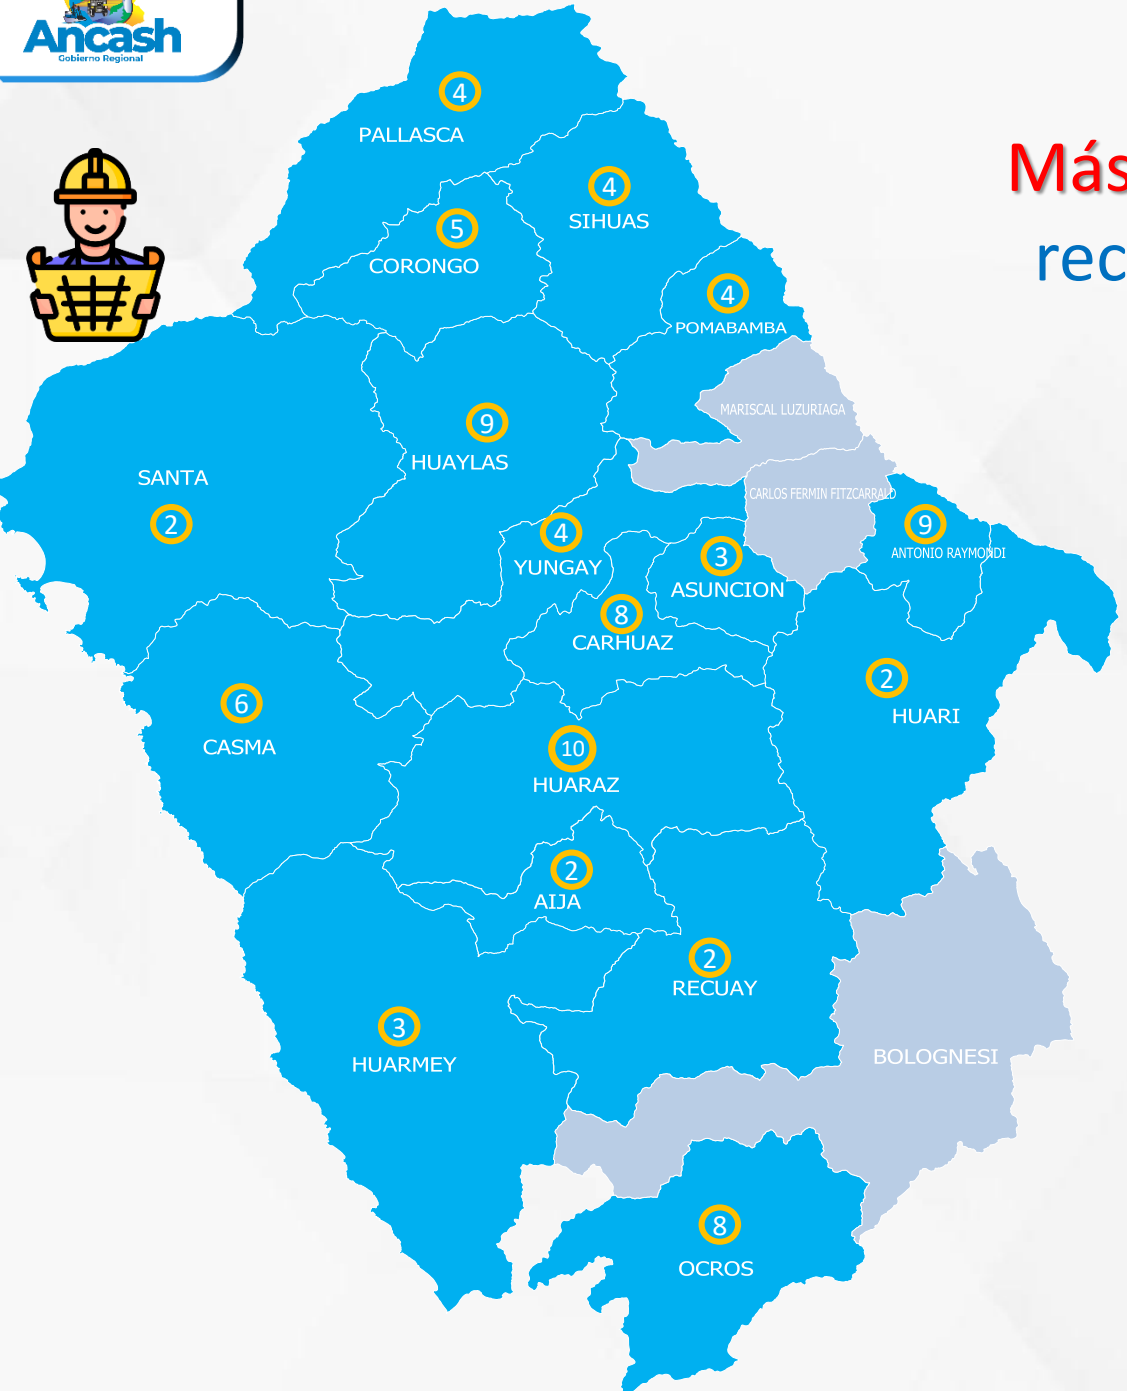 Ancash
Gobierno Regional
4
PALLASCA
Más
4
SIHUAS
rec
5
CORONGO
4
POMABAMBA
MARISCAL LUZURIAGA
9
HUAYLAS
SANTA
2
CARLOS FERMIN FITZCARRALD
9
ANTONIO RAYMONDI
4
YUNGAY
3
ASUNCION
8
CARHUAZ
2
HUARI
6
CASMA
10
HUARAZ
2
AIJA
2
RECUAY
3
HUARMEY
BOLOGNESI
8
OCROS